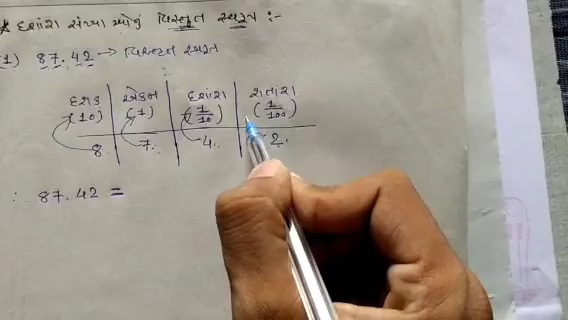 * દશાંશ સંખ્યાઓનું વિસ્તૃત સ્વરૂપ :-
(1) 87.42 → વિસ્તૃત સ્વરૂપ
દશક એકમ દશાંશ શતાંશ
(10) (1) (1/10) (1/100)
8 7. 4. 2.
∴ 87.42 =